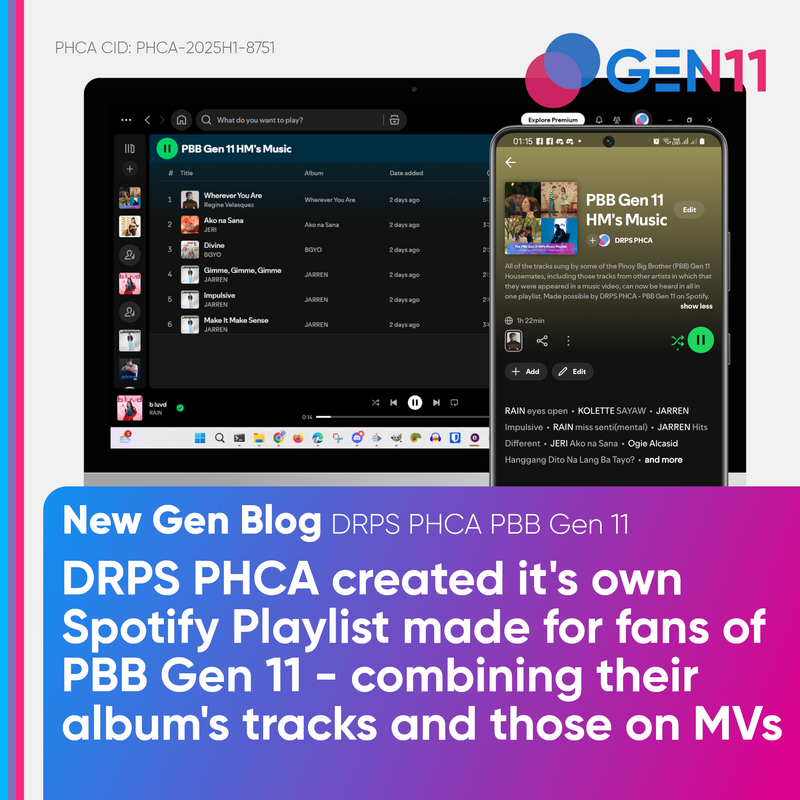 PHCA CID: PHCA-2025H1-8751
GEN11
What do you want to play?
Explore Premium
PBB Gen 11 HM's Music
# Title Album Date added
1 Wherever You Are Wherever You Are 2 days ago
Regine Velasquez
2 Ako na Sana Ako na Sana 2 days ago
JERI
3 Divine BGYO 2 days ago
BGYO
4 Gimme, Gimme, Gimme JARREN 2 days ago
JARREN
5 Impulsive JARREN 2 days ago
JARREN
6 Make It Make Sense JARREN 2 days ago
JARREN
b luvd
RAIN
0:14
01:15
PBB Gen 11
HM's Music
Edit
DRPS PHCA
All of the tracks sung by some of the Pinoy Big Brother (PBB) Gen 11
Housemates, including those tracks from other artists in which that
they were appeared in a music video, can now be heard in all in
one playlist. Made possible by DRPS PHCA - PBB Gen 11 on Spotify.
show less
1h 22min
Add
Edit
RAIN eyes open • KOLETTE SAYAW • JARREN
Impulsive • RAIN miss senti(mental) • JARREN Hits
Different • JERI Ako na Sana • Ogie Alcasid
Hanggang Dito Na Lang Ba Tayo? • and more
New Gen Blog DRPS PHCA PBB Gen 11
DRPS PHCA created it's own
Spotify Playlist made for fans of
PBB Gen 11 - combining their
album's tracks and those on MVs